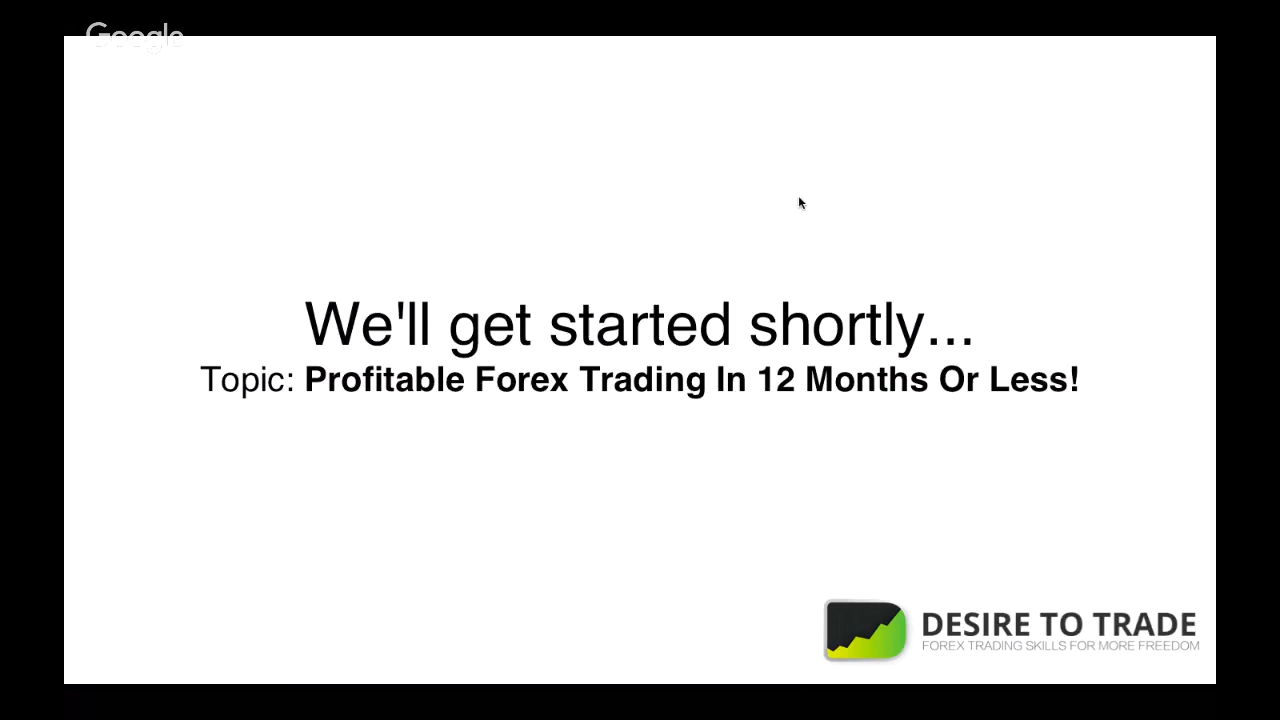 Google
We'll get started shortly...
Topic: Profitable Forex Trading In 12 Months Or Less!
DESIRE TO TRADE
FOREX TRADING SKILLS FOR MORE FREEDOM